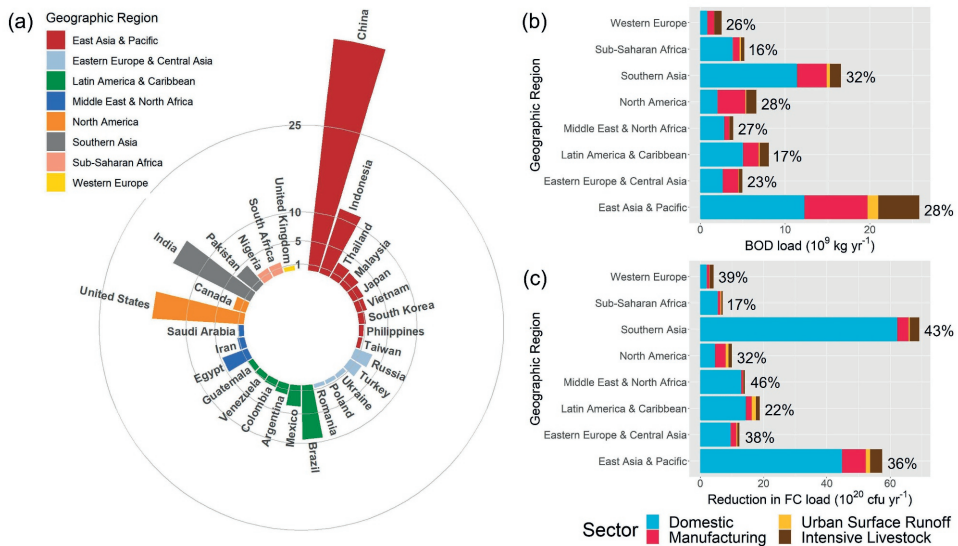 (a)
Geographic Region
East Asia & Pacific
Eastern Europe & Central Asia
Latin America & Caribbean
Middle East & North Africa
North America
Southern Asia
Sub-Saharan Africa
Western Europe
25
10
5
1
China
Indonesia
Thailand
Malaysia
Japan
Vietnam
South Korea
Philippines
Taiwan
Russia
Turkey
Ukraine
Poland
Romania
Brazil
Mexico
Argentina
Colombia
Venezuela
Guatemala
Egypt
Iran
Saudi Arabia
United States
Canada
India
Pakistan
Nigeria
South Africa
United Kingdom
(b)
Geographic Region
Western Europe 26%
Sub-Saharan Africa 16%
Southern Asia 32%
North America 28%
Middle East & North Africa 27%
Latin America & Caribbean 17%
Eastern Europe & Central Asia 23%
East Asia & Pacific 28%
0 10 20
BOD load (10⁹ kg yr⁻¹)
(c)
Geographic Region
Western Europe 39%
Sub-Saharan Africa 17%
Southern Asia 43%
North America 32%
Middle East & North Africa 46%
Latin America & Caribbean 22%
Eastern Europe & Central Asia 38%
East Asia & Pacific 36%
0 20 40 60
Reduction in FC load (10²⁰ cfu yr⁻¹)
Sector
Domestic
Manufacturing
Urban Surface Runoff
Intensive Livestock